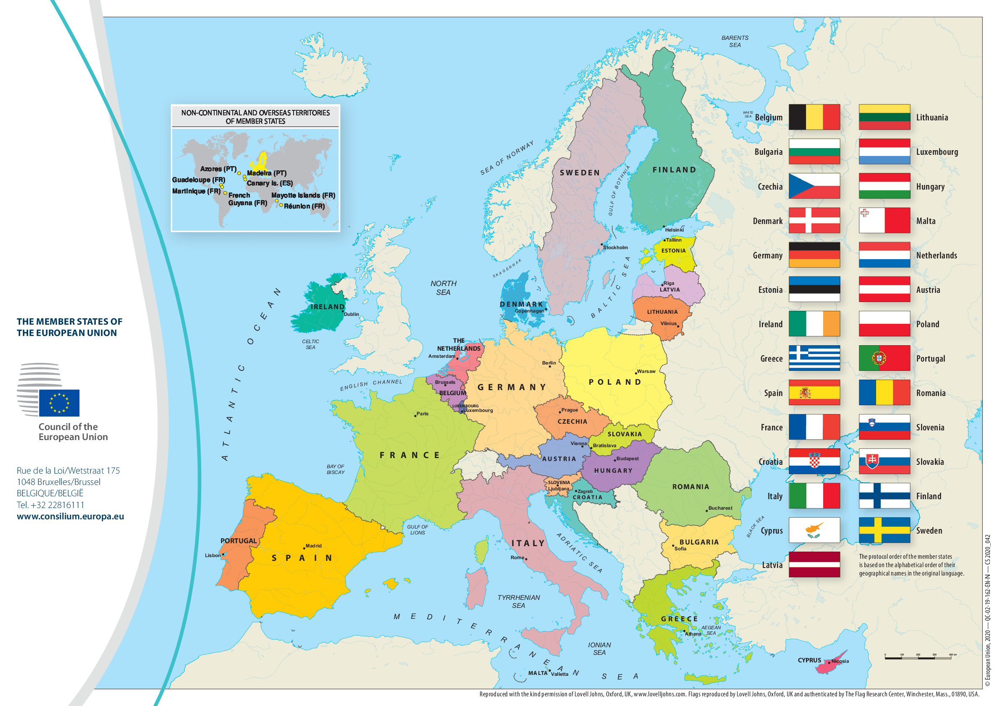 THE MEMBER STATES OF
THE EUROPEAN UNION
Council of the
European Union
Rue de la Loi/Wetstraat 175
1048 Bruxelles/Brussel
BELGIQUE/BELGIË
Tel. +32 22816111
www.consilium.europa.eu
NON-CONTINENTAL AND OVERSEAS TERRITORIES
OF MEMBER STATES
Azores (PT)
Madeira (PT)
Guadeloupe (FR)
Canary Is. (ES)
Martinique (FR)
French
Guyana (FR)
Mayotte Islands (FR)
Réunion (FR)
BARENTS
SEA
WHITE
SEA
SEA OF NORWAY
SWEDEN
FINLAND
GULF OF BOTHNIA
Helsinki
Tallinn
ESTONIA
Stockholm
SKAGERRAK
NORTH
SEA
BALTIC SEA
Riga
LATVIA
LITHUANIA
Vilnius
DENMARK
Copenhagen
IRELAND
Dublin
CELTIC
SEA
ATLANTIC OCEAN
THE
NETHERLANDS
Amsterdam
Berlin
GERMANY
Warsaw
POLAND
ENGLISH CHANNEL
Brussels
BELGIUM
LUXEMBOURG
Luxembourg
Paris
FRANCE
Prague
CZECHIA
SLOVAKIA
Bratislava
Vienna
AUSTRIA
Budapest
HUNGARY
BAY OF
BISCAY
SLOVENIA
Ljubljana
Zagreb
CROATIA
ROMANIA
Bucharest
BLACK SEA
BULGARIA
Sofia
GULF OF
LIONS
PORTUGAL
Lisbon
Madrid
SPAIN
ITALY
Rome
ADRIATIC SEA
TYRRHENIAN
SEA
MEDITERRANEAN SEA
IONIAN
SEA
GREECE
AEGEAN
SEA
Athens
MALTA
Valletta
CYPRUS
Nicosia
0 100 200 300 400 km
Belgium
Bulgaria
Czechia
Denmark
Germany
Estonia
Ireland
Greece
Spain
France
Croatia
Italy
Cyprus
Latvia
Lithuania
Luxembourg
Hungary
Malta
Netherlands
Austria
Poland
Portugal
Romania
Slovenia
Slovakia
Finland
Sweden
The protocol order of the member states
is based on the alphabetical order of their
geographical names in the original language.
© European Union, 2020 — QC-02-19-162-EN-N — CS 2020_042
Reproduced with the kind permission of Lovell Johns, Oxford, UK, www.lovelljohns.com. Flags reproduced by Lovell Johns, Oxford, UK and authenticated by The Flag Research Center, Winchester, Mass., 01890, USA.